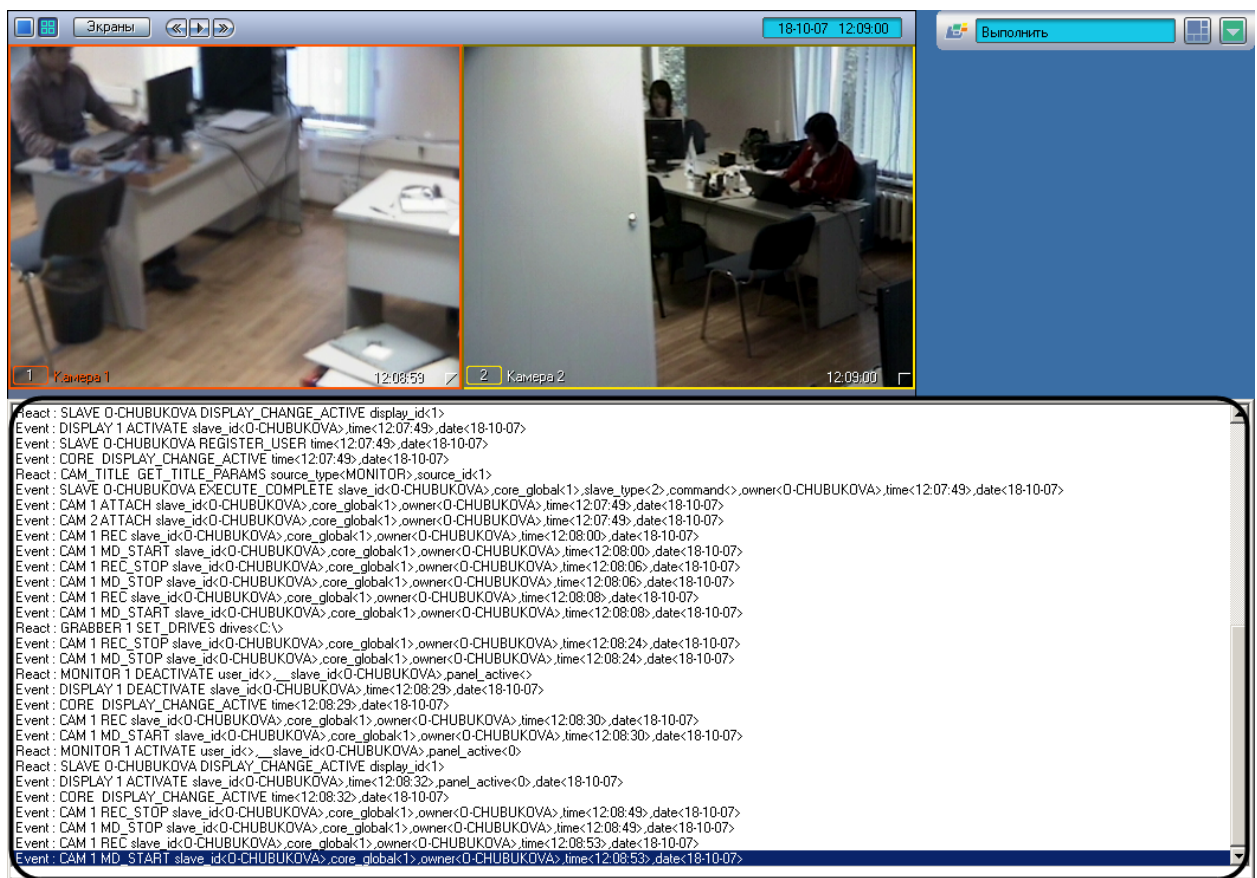 Экраны
18-10-07 12:09:00
Выполнить
1 Камера 1 12:08:59
2 Камера 2 12:09:00
React : SLAVE O-CHUBUKOVA DISPLAY_CHANGE_ACTIVE display_id<1>
Event : DISPLAY 1 ACTIVATE slave_id<O-CHUBUKOVA>,time<12:07:49>,date<18-10-07>
Event : SLAVE O-CHUBUKOVA REGISTER_USER time<12:07:49>,date<18-10-07>
Event : CORE DISPLAY_CHANGE_ACTIVE time<12:07:49>,date<18-10-07>
React : CAM_TITLE GET_TITLE_PARAMS source_type<MONITOR>,source_id<1>
Event : SLAVE O-CHUBUKOVA EXECUTE_COMPLETE slave_id<O-CHUBUKOVA>,core_global<1>,slave_type<2>,command<>,owner<O-CHUBUKOVA>,time<12:07:49>,date<18-10-07>
Event : CAM 1 ATTACH slave_id<O-CHUBUKOVA>,core_global<1>,owner<O-CHUBUKOVA>,time<12:07:49>,date<18-10-07>
Event : CAM 2 ATTACH slave_id<O-CHUBUKOVA>,core_global<1>,owner<O-CHUBUKOVA>,time<12:07:49>,date<18-10-07>
Event : CAM 1 REC slave_id<O-CHUBUKOVA>,core_global<1>,owner<O-CHUBUKOVA>,time<12:08:00>,date<18-10-07>
Event : CAM 1 MD_START slave_id<O-CHUBUKOVA>,core_global<1>,owner<O-CHUBUKOVA>,time<12:08:00>,date<18-10-07>
Event : CAM 1 REC_STOP slave_id<O-CHUBUKOVA>,core_global<1>,owner<O-CHUBUKOVA>,time<12:08:06>,date<18-10-07>
Event : CAM 1 MD_STOP slave_id<O-CHUBUKOVA>,core_global<1>,owner<O-CHUBUKOVA>,time<12:08:06>,date<18-10-07>
Event : CAM 1 REC slave_id<O-CHUBUKOVA>,core_global<1>,owner<O-CHUBUKOVA>,time<12:08:08>,date<18-10-07>
Event : CAM 1 MD_START slave_id<O-CHUBUKOVA>,core_global<1>,owner<O-CHUBUKOVA>,time<12:08:08>,date<18-10-07>
React : GRABBER 1 SET_DRIVES drives<C:\>
Event : CAM 1 REC_STOP slave_id<O-CHUBUKOVA>,core_global<1>,owner<O-CHUBUKOVA>,time<12:08:24>,date<18-10-07>
Event : CAM 1 MD_STOP slave_id<O-CHUBUKOVA>,core_global<1>,owner<O-CHUBUKOVA>,time<12:08:24>,date<18-10-07>
React : MONITOR 1 DEACTIVATE user_id<>,__slave_id<O-CHUBUKOVA>,panel_active<>
Event : DISPLAY 1 DEACTIVATE slave_id<O-CHUBUKOVA>,time<12:08:29>,date<18-10-07>
Event : CORE DISPLAY_CHANGE_ACTIVE time<12:08:29>,date<18-10-07>
Event : CAM 1 REC slave_id<O-CHUBUKOVA>,core_global<1>,owner<O-CHUBUKOVA>,time<12:08:30>,date<18-10-07>
Event : CAM 1 MD_START slave_id<O-CHUBUKOVA>,core_global<1>,owner<O-CHUBUKOVA>,time<12:08:30>,date<18-10-07>
React : MONITOR 1 ACTIVATE user_id<>,__slave_id<O-CHUBUKOVA>,panel_active<0>
React : SLAVE O-CHUBUKOVA DISPLAY_CHANGE_ACTIVE display_id<1>
Event : DISPLAY 1 ACTIVATE slave_id<O-CHUBUKOVA>,time<12:08:32>,panel_active<0>,date<18-10-07>
Event : CORE DISPLAY_CHANGE_ACTIVE time<12:08:32>,date<18-10-07>
Event : CAM 1 REC_STOP slave_id<O-CHUBUKOVA>,core_global<1>,owner<O-CHUBUKOVA>,time<12:08:49>,date<18-10-07>
Event : CAM 1 MD_STOP slave_id<O-CHUBUKOVA>,core_global<1>,owner<O-CHUBUKOVA>,time<12:08:49>,date<18-10-07>
Event : CAM 1 REC slave_id<O-CHUBUKOVA>,core_global<1>,owner<O-CHUBUKOVA>,time<12:08:53>,date<18-10-07>
Event : CAM 1 MD_START slave_id<O-CHUBUKOVA>,core_global<1>,owner<O-CHUBUKOVA>,time<12:08:53>,date<18-10-07>